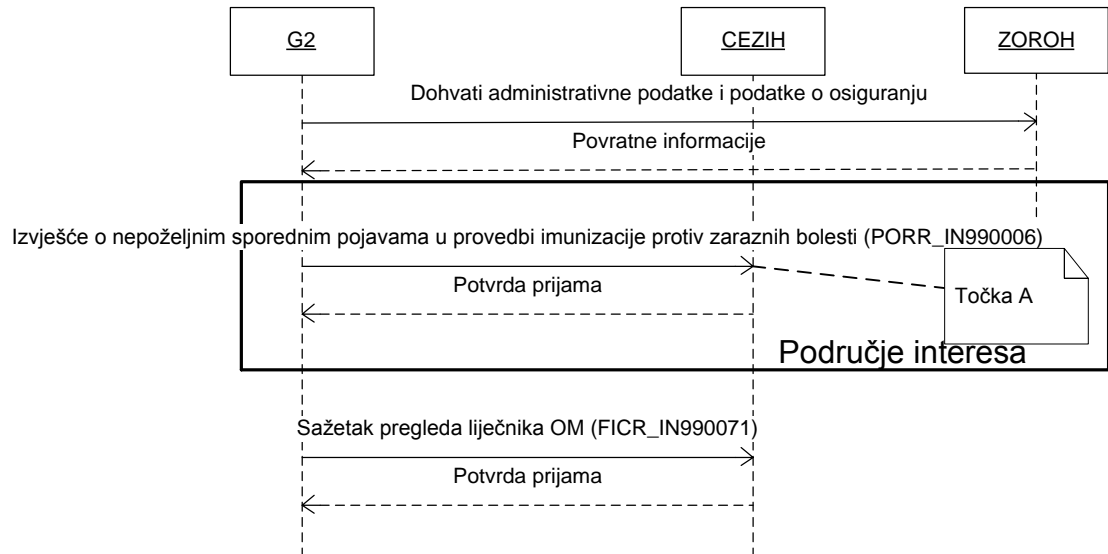 G2
CEZIH
ZOROH
Dohvati administrativne podatke i podatke o osiguranju
Povratne informacije
Izvješće o nepoželjnim sporednim pojavama u provedbi imunizacije protiv zaraznih bolesti (PORR_IN990006)
Potvrda prijama
Točka A
Područje interesa
Sažetak pregleda liječnika OM (FICR_IN990071)
Potvrda prijama